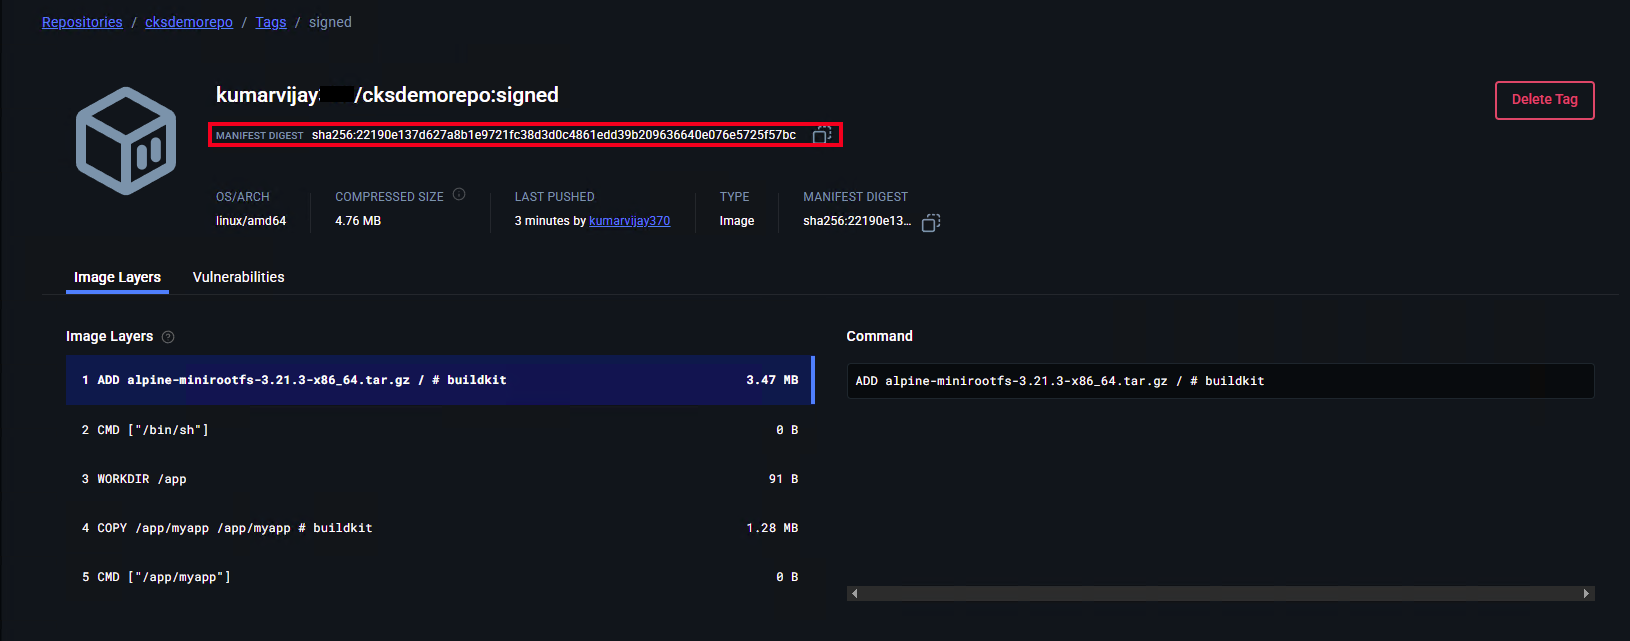 Repositories / cksdemorepo / Tags / signed
kumarvijay /cksdemorepo:signed
Delete Tag
MANIFEST DIGEST sha256:22190e137d627a8b1e9721fc38d3d0c4861edd39b209636640e076e5725f57bc
OS/ARCH COMPRESSED SIZE LAST PUSHED TYPE MANIFEST DIGEST
linux/amd64 4.76 MB 3 minutes by kumarvijay370 Image sha256:22190e13...
Image Layers Vulnerabilities
Image Layers
Command
1 ADD alpine-minirootfs-3.21.3-x86_64.tar.gz / # buildkit 3.47 MB
ADD alpine-minirootfs-3.21.3-x86_64.tar.gz / # buildkit
2 CMD ["/bin/sh"] 0 B
3 WORKDIR /app 91 B
4 COPY /app/myapp /app/myapp # buildkit 1.28 MB
5 CMD ["/app/myapp"] 0 B